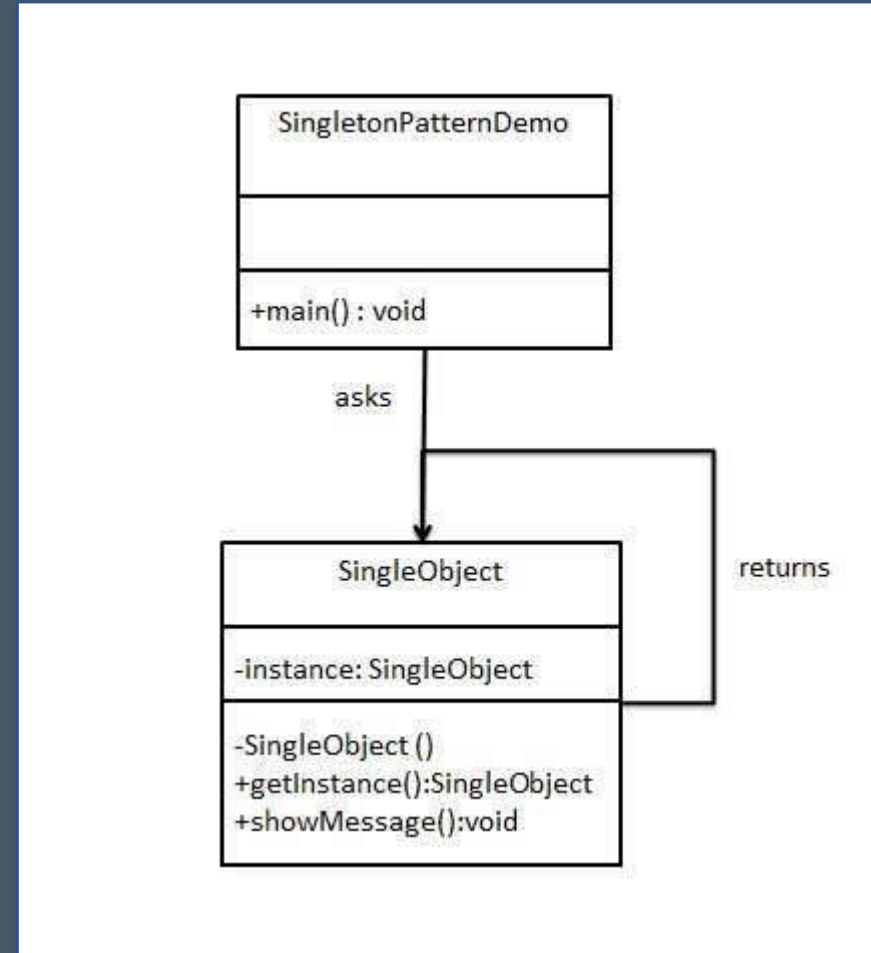 SingletonPatternDemo
+main() : void
asks
SingleObject
returns
-instance: SingleObject
-SingleObject ()
+getInstance():SingleObject
+showMessage():void